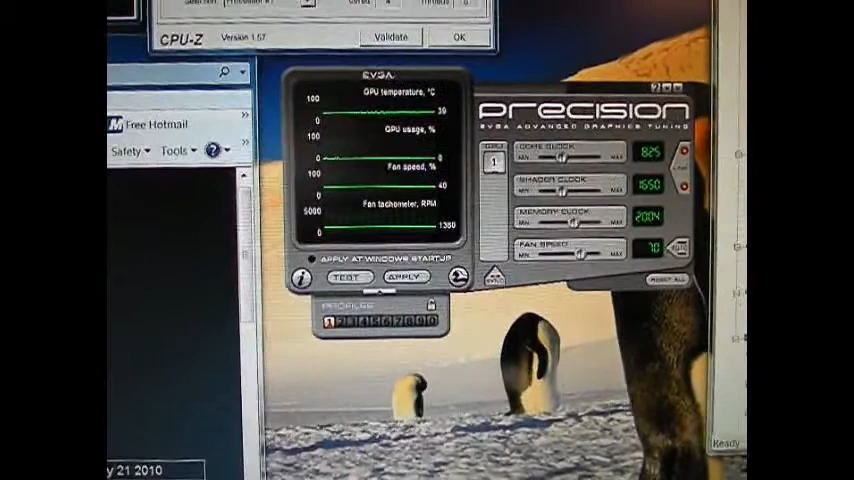 CPU-Z Version 1.57 Validate OK
EVGA
GPU temperature, °C
100
39
0
GPU usage, %
100
0
0
Fan speed, %
100
40
0
Fan tachometer, RPM
5000
1380
0
APPLY AT WINDOWS STARTUP
i TEST APPLY
PROFILES
1 2 3 4 5 6 7 8 9 0
precision
EVGA ADVANCED GRAPHICS TUNING
1
CORE CLOCK
MIN MAX 825
SHADER CLOCK
MIN MAX 1650
MEMORY CLOCK
MIN MAX 2004
FAN SPEED
MIN MAX 70 AUTO
SYNC
RESET ALL
Free Hotmail
Safety Tools
y 21 2010
Ready